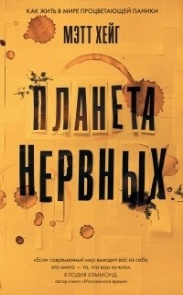 КАК ЖИТЬ В МИРЕ ПРОЦВЕТАЮЩЕЙ ПАНИКИ
МЭТТ ХЕЙГ
ПЛАНЕТА
НЕРВНЫХ
«Если современный мир выводит вас из себя,
эта книга — то, что вам нужно».
КЛОДИЯ ХЭММОНД,
автор книги «Искажение времени»